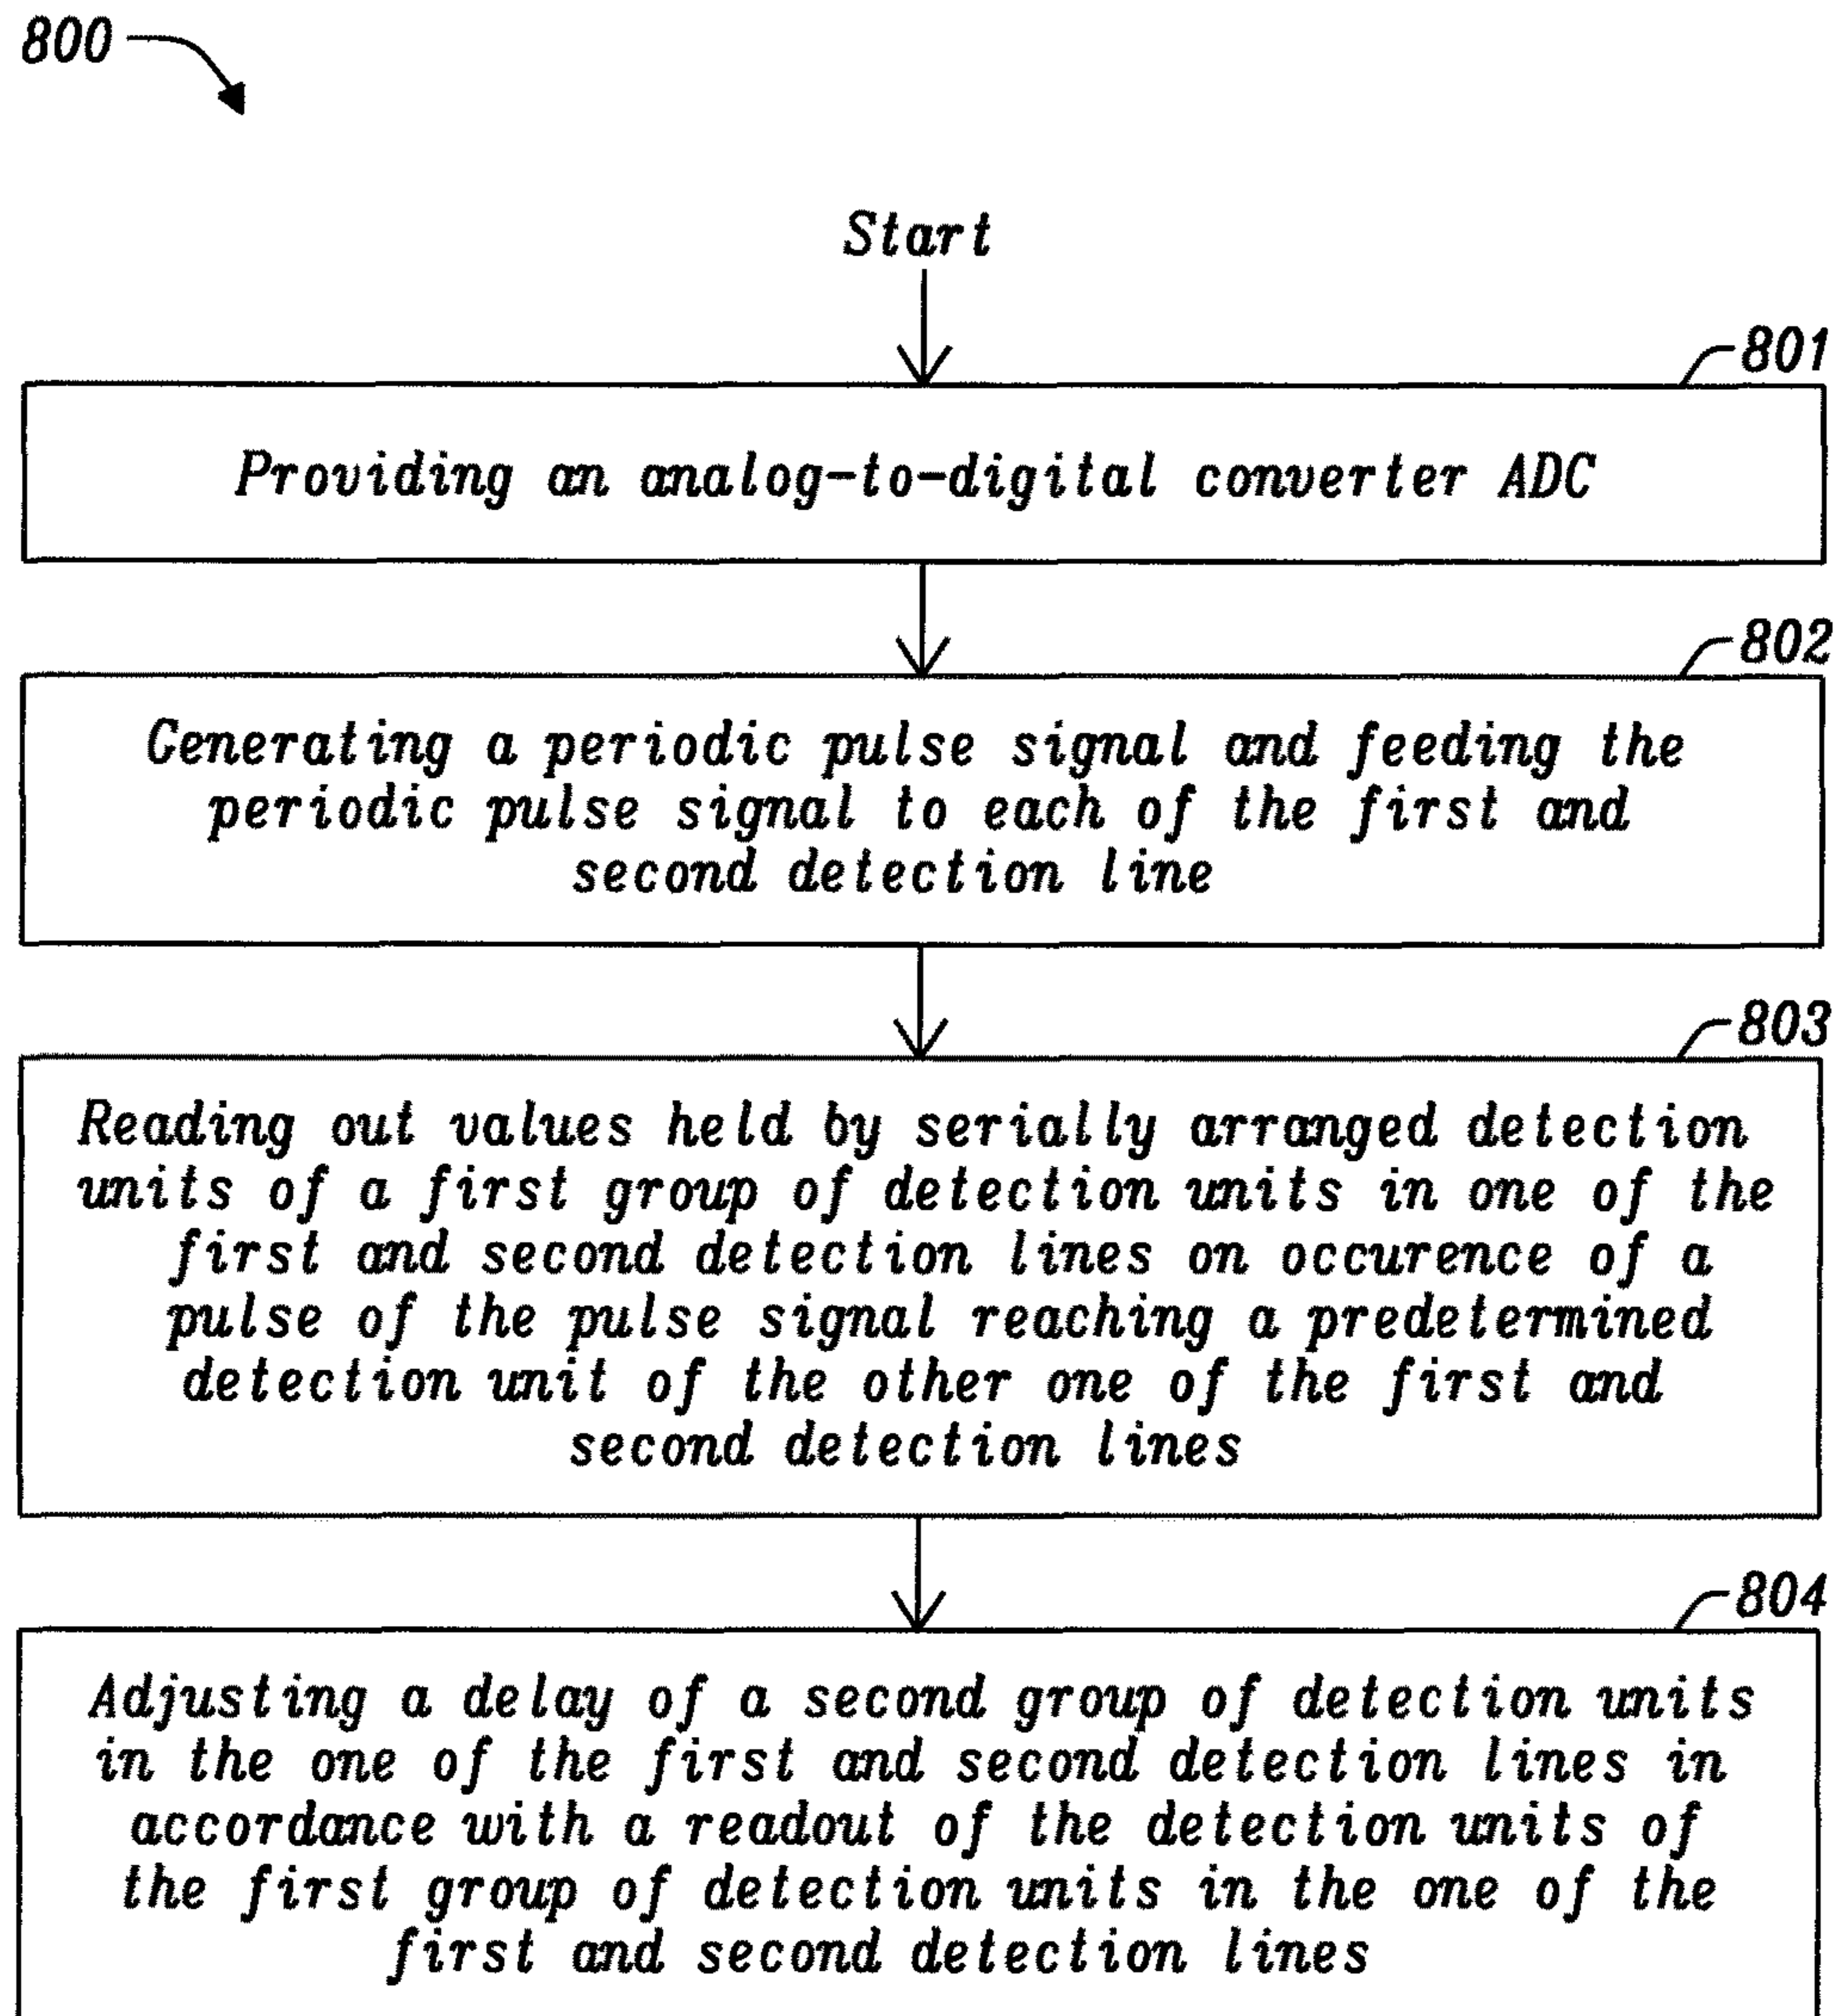 800
Start
801
Providing an analog-to-digital converter ADC
802
Generating a periodic pulse signal and feeding the
periodic pulse signal to each of the first and
second detection line
803
Reading out values held by serially arranged detection
units of a first group of detection units in one of the
first and second detection lines on occurence of a
pulse of the pulse signal reaching a predetermined
detection unit of the other one of the first and
second detection lines
804
Adjusting a delay of a second group of detection units
in the one of the first and second detection lines in
accordance with a readout of the detection units of
the first group of detection units in the one of the
first and second detection lines